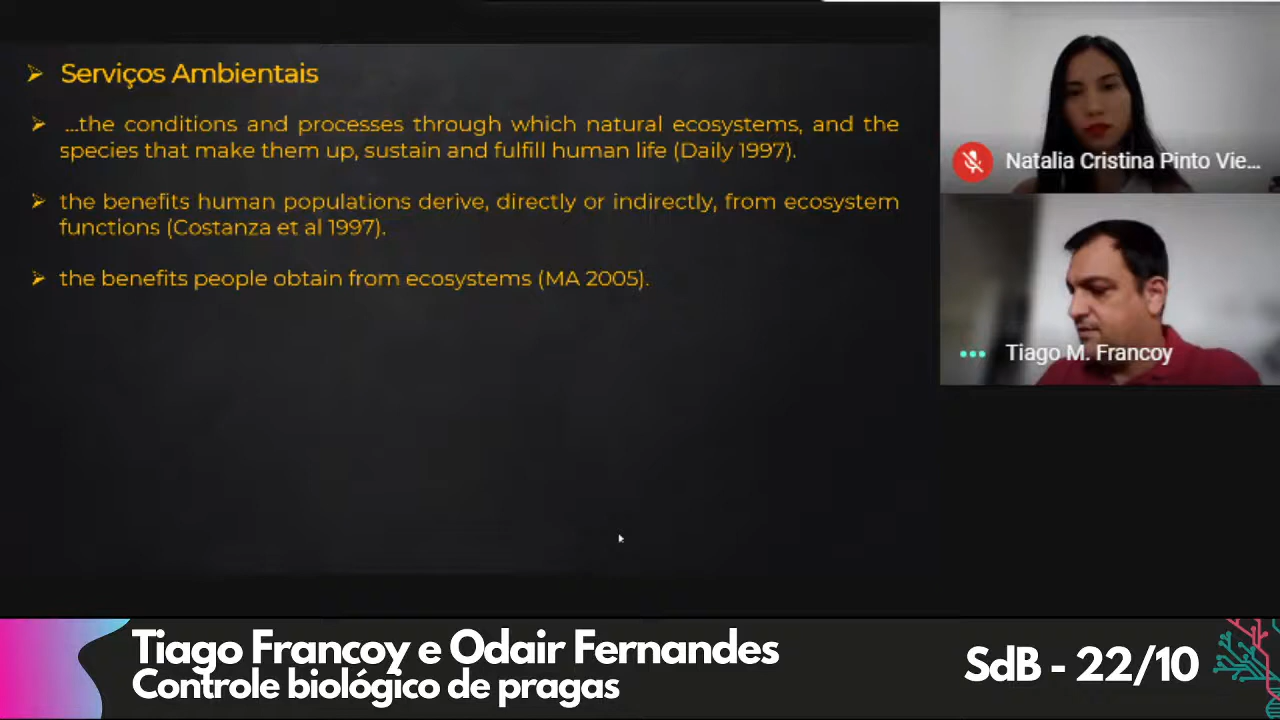 Serviços Ambientais
...the conditions and processes through which natural ecosystems, and the
species that make them up, sustain and fulfill human life (Daily 1997).
the benefits human populations derive, directly or indirectly, from ecosystem
functions (Costanza et al 1997).
the benefits people obtain from ecosystems (MA 2005).
Natalia Cristina Pinto Vie...
Tiago M. Francoy
Tiago Francoy e Odair Fernandes
Controle biológico de pragas
SdB - 22/10